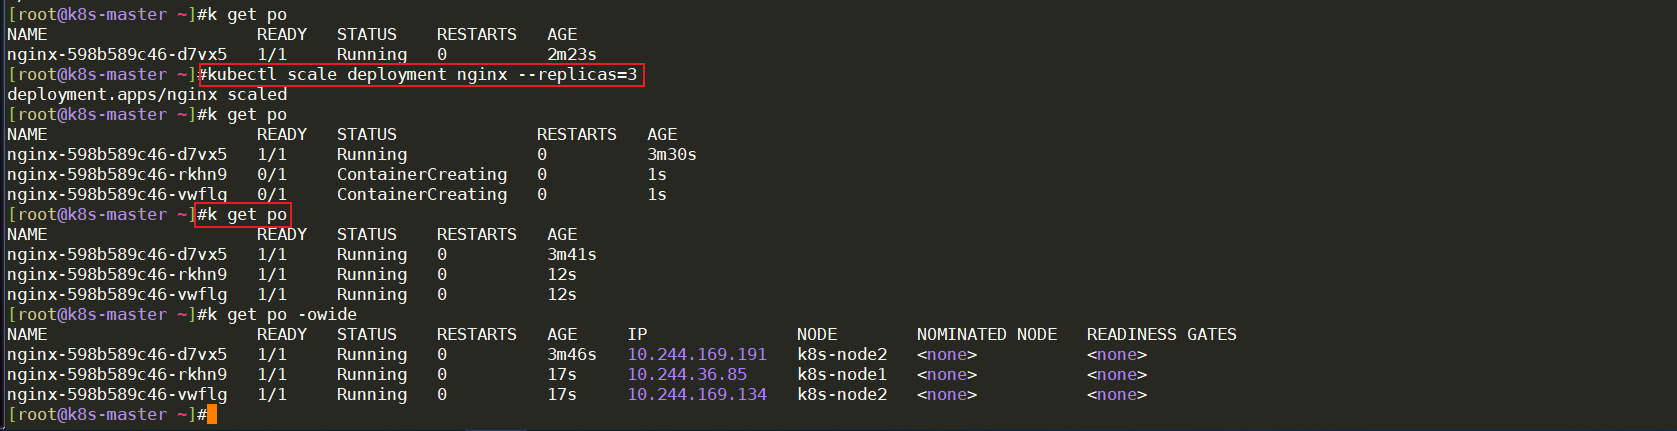 [root@k8s-master ~]#k get po
NAME                     READY   STATUS    RESTARTS   AGE
nginx-598b589c46-d7vx5   1/1     Running   0          2m23s
[root@k8s-master ~]#kubectl scale deployment nginx --replicas=3
deployment.apps/nginx scaled
[root@k8s-master ~]#k get po
NAME                     READY   STATUS              RESTARTS   AGE
nginx-598b589c46-d7vx5   1/1     Running             0          3m30s
nginx-598b589c46-rkhn9   0/1     ContainerCreating   0          1s
nginx-598b589c46-vwflg   0/1     ContainerCreating   0          1s
[root@k8s-master ~]#k get po
NAME                     READY   STATUS    RESTARTS   AGE
nginx-598b589c46-d7vx5   1/1     Running   0          3m41s
nginx-598b589c46-rkhn9   1/1     Running   0          12s
nginx-598b589c46-vwflg   1/1     Running   0          12s
[root@k8s-master ~]#k get po -owide
NAME                     READY   STATUS    RESTARTS   AGE     IP               NODE        NOMINATED NODE   READINESS GATES
nginx-598b589c46-d7vx5   1/1     Running   0          3m46s   10.244.169.191   k8s-node2   <none>           <none>
nginx-598b589c46-rkhn9   1/1     Running   0          17s     10.244.36.85     k8s-node1   <none>           <none>
nginx-598b589c46-vwflg   1/1     Running   0          17s     10.244.169.134   k8s-node2   <none>           <none>
[root@k8s-master ~]#